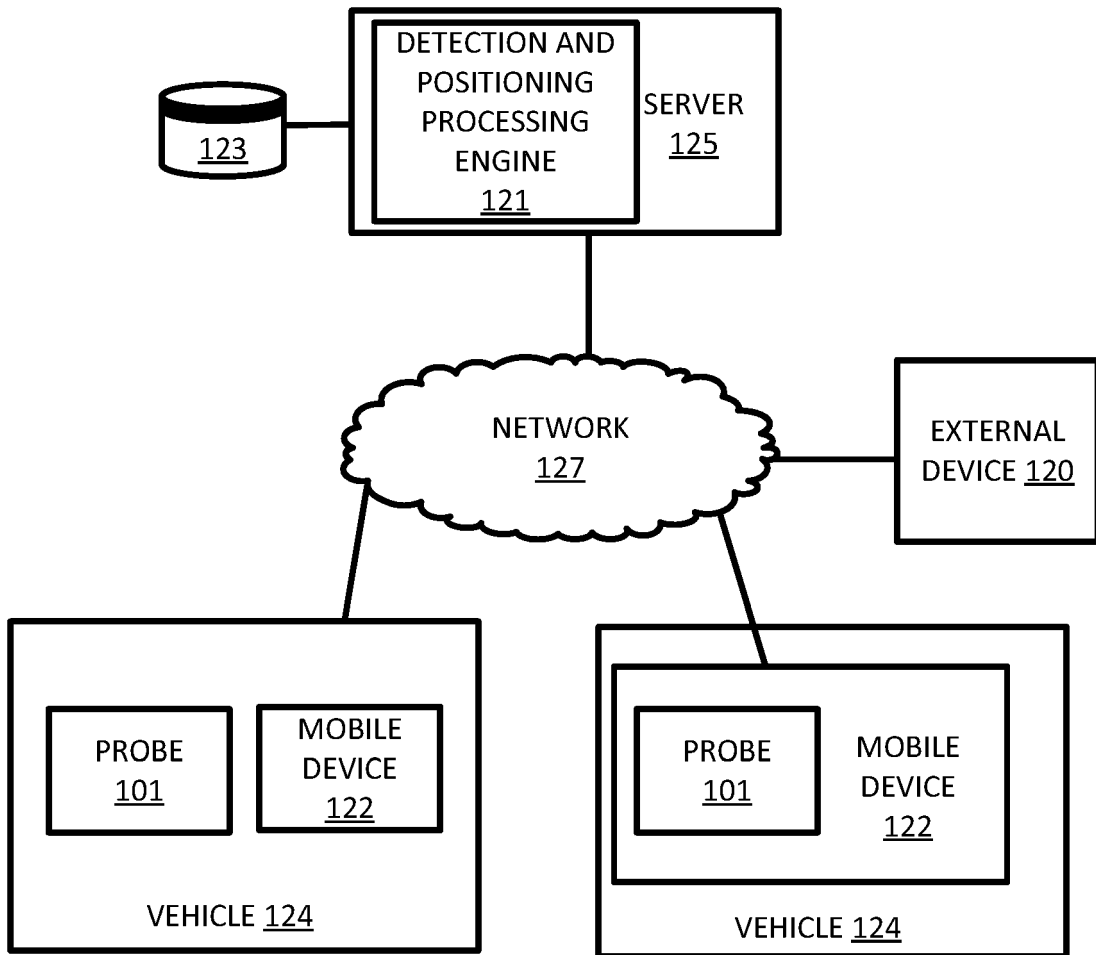 DETECTION AND
POSITIONING
PROCESSING
ENGINE
121
SERVER
125
123
NETWORK
127
EXTERNAL
DEVICE 120
PROBE
101
MOBILE
DEVICE
122
VEHICLE 124
PROBE
101
MOBILE
DEVICE
122
VEHICLE 124